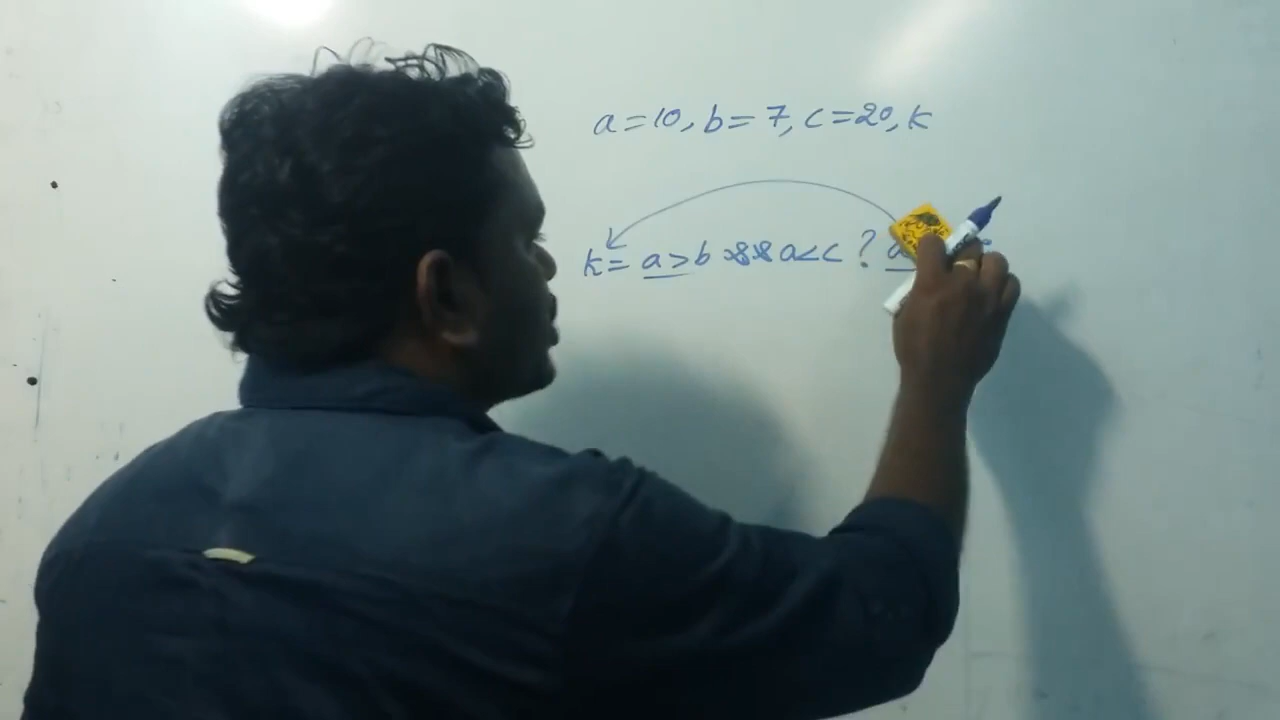 a=10, b=7, c=20, k
k= a>b && a<c ? a